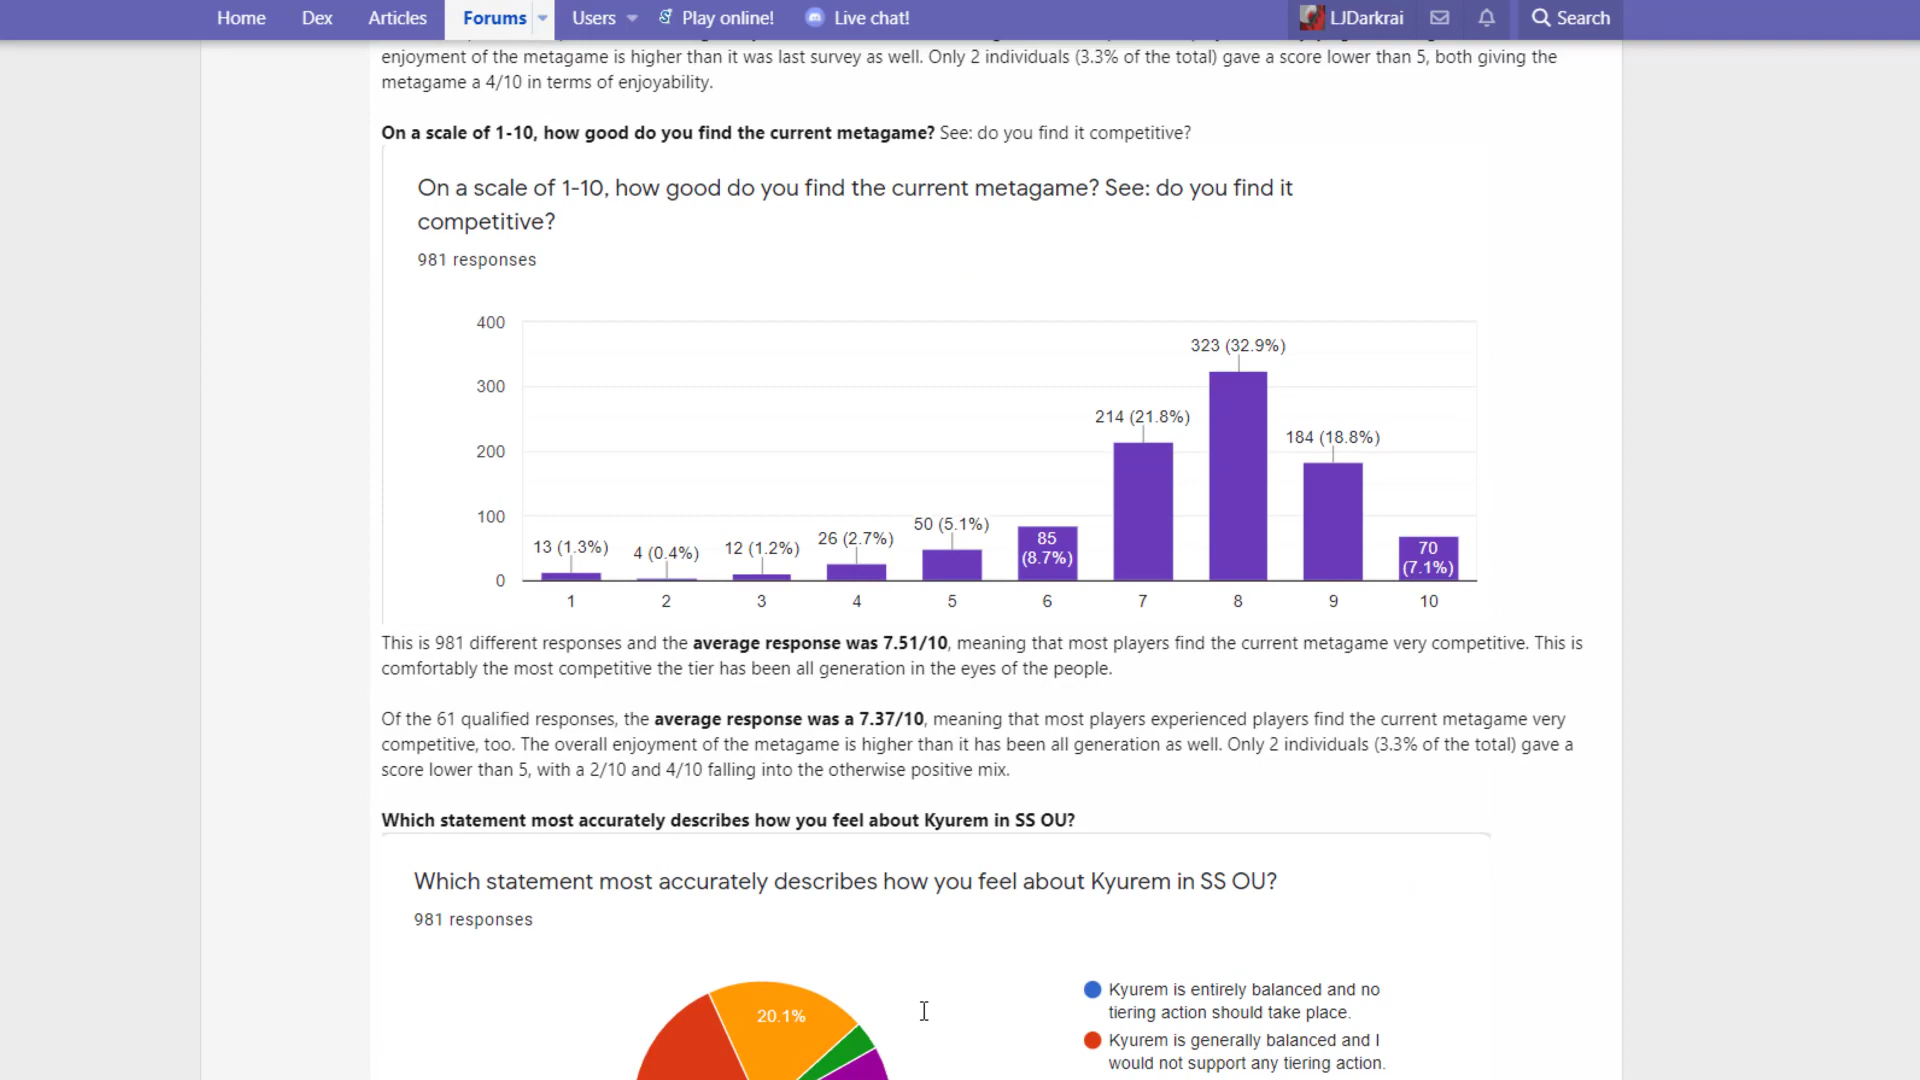 Home Dex Articles Forums Users Play online! Live chat! LJDarkrai Search
enjoyment of the metagame is higher than it was last survey as well. Only 2 individuals (3.3% of the total) gave a score lower than 5, both giving the
metagame a 4/10 in terms of enjoyability.
On a scale of 1-10, how good do you find the current metagame? See: do you find it competitive?
On a scale of 1-10, how good do you find the current metagame? See: do you find it
competitive?
981 responses
400
300
200
100
0
13 (1.3%)
4 (0.4%)
12 (1.2%)
26 (2.7%)
50 (5.1%)
85
(8.7%)
214 (21.8%)
323 (32.9%)
184 (18.8%)
70
(7.1%)
1 2 3 4 5 6 7 8 9 10
This is 981 different responses and the average response was 7.51/10, meaning that most players find the current metagame very competitive. This is
comfortably the most competitive the tier has been all generation in the eyes of the people.
Of the 61 qualified responses, the average response was a 7.37/10, meaning that most players experienced players find the current metagame very
competitive, too. The overall enjoyment of the metagame is higher than it has been all generation as well. Only 2 individuals (3.3% of the total) gave a
score lower than 5, with a 2/10 and 4/10 falling into the otherwise positive mix.
Which statement most accurately describes how you feel about Kyurem in SS OU?
Which statement most accurately describes how you feel about Kyurem in SS OU?
981 responses
20.1%
Kyurem is entirely balanced and no
tiering action should take place.
Kyurem is generally balanced and I
would not support any tiering action.